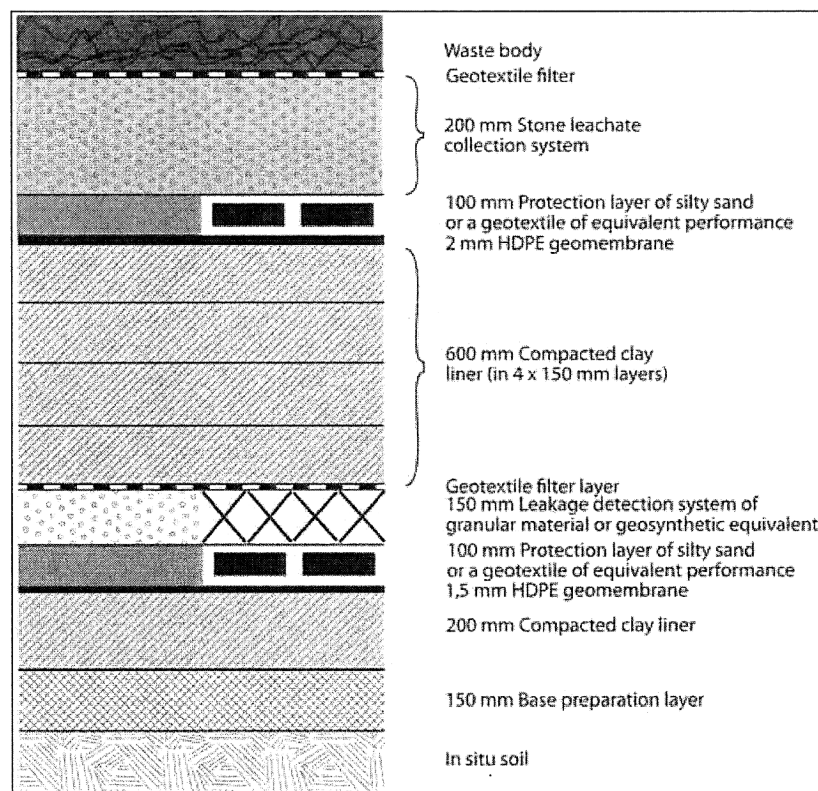 Waste body
Geotextile filter
200 mm Stone leachate
collection system
100 mm Protection layer of silty sand
or a geotextile of equivalent performance
2 mm HDPE geomembrane
600 mm Compacted clay
liner (in 4 x 150 mm layers)
Geotextile filter layer
150 mm Leakage detection system of
granular material or geosynthetic equivalent
100 mm Protection layer of silty sand
or a geotextile of equivalent performance
1,5 mm HDPE geomembrane
200 mm Compacted clay liner
150 mm Base preparation layer
In situ soil